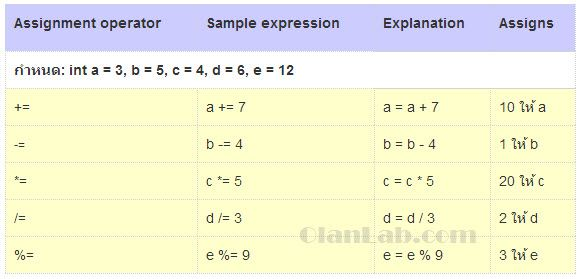 Assignment operator Sample expression Explanation Assigns
กำหนด: int a = 3, b = 5, c = 4, d = 6, e = 12
+= a += 7 a = a + 7 10 ให้ a
-= b -= 4 b = b - 4 1 ให้ b
*= c *= 5 c = c * 5 20 ให้ c
/= d /= 3 d = d / 3 2 ให้ d
OlanLab.com
%= e %= 9 e = e % 9 3 ให้ e